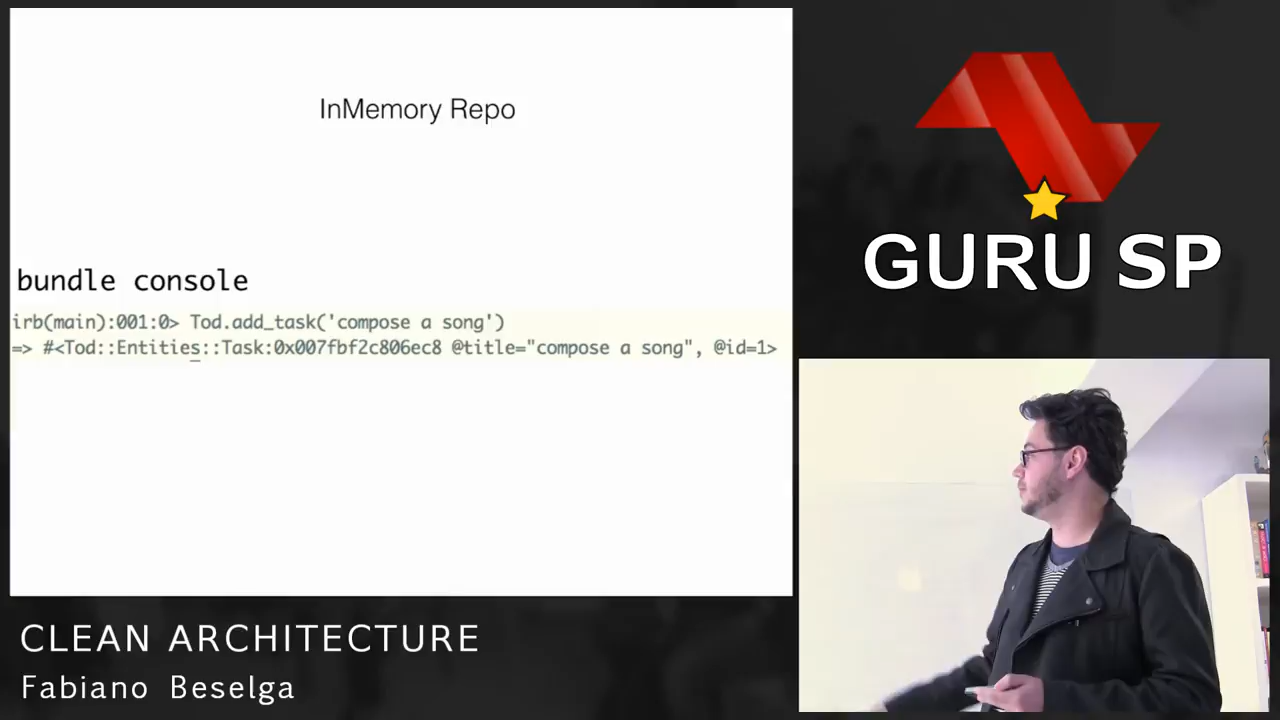 InMemory Repo
bundle console
irb(main):001:0> Tod.add_task('compose a song')
=> #<Tod::Entities::Task:0x007fbf2c806ec8 @title="compose a song", @id=1>
GURU SP
CLEAN ARCHITECTURE
Fabiano Beselga